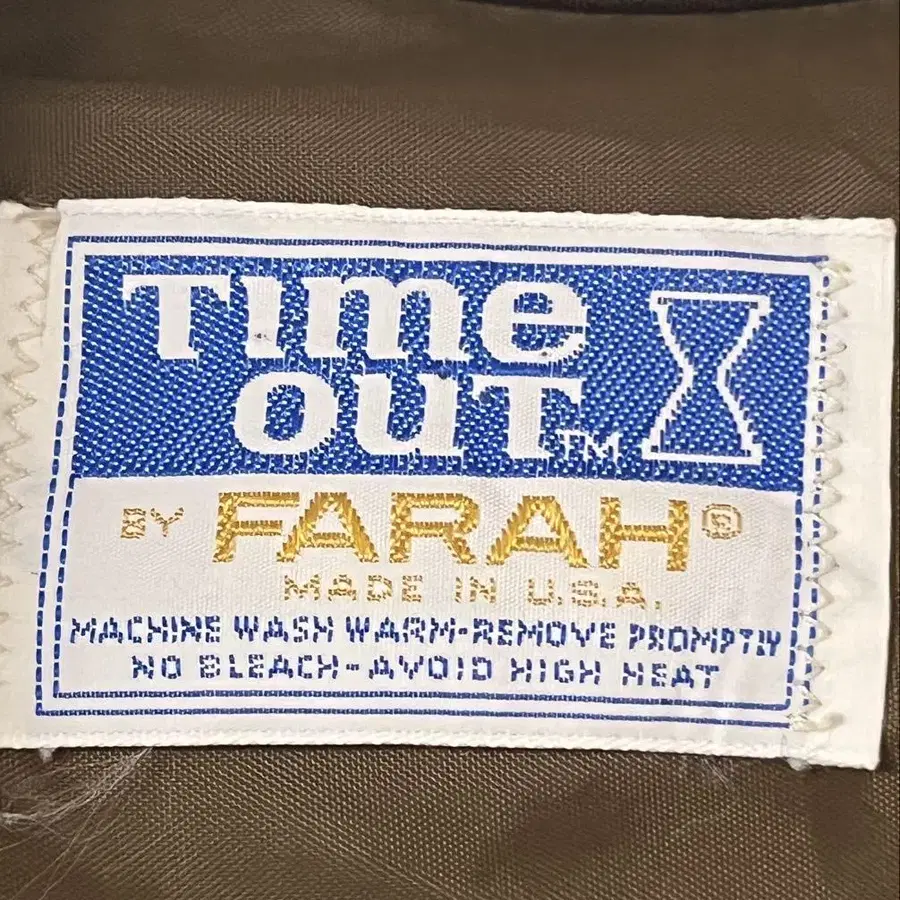 TIME
OUT™
BY FARAH®
MADE IN U.S.A.
MACHINE WASH WARM-REMOVE PROMPTLY
NO BLEACH-AVOID HIGH HEAT